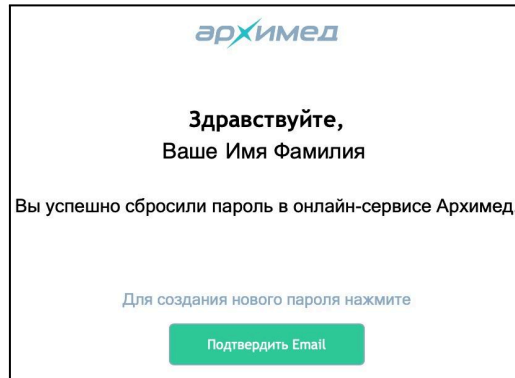 архимед
Здравствуйте,
Ваше Имя Фамилия
Вы успешно сбросили пароль в онлайн-сервисе Архимед.
Для создания нового пароля нажмите
Подтвердить Email